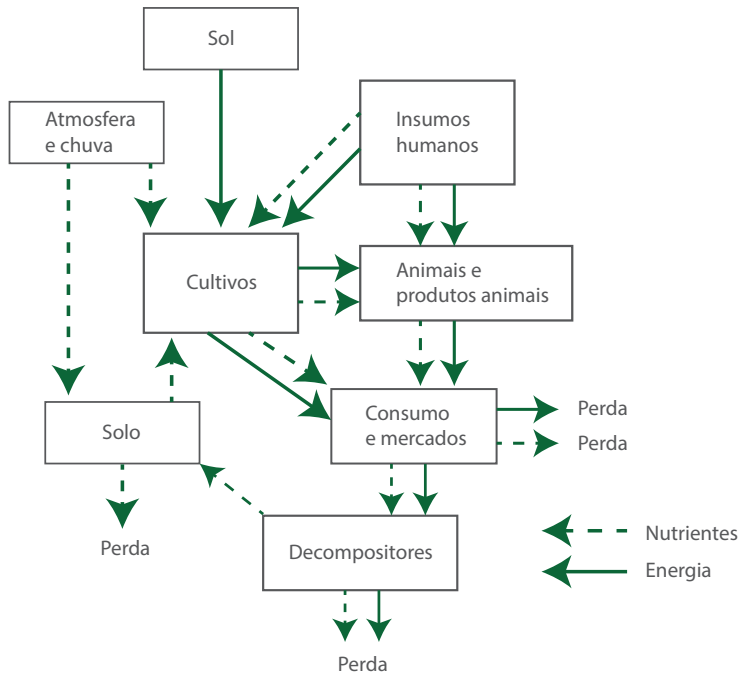 Sol
Atmosfera
e chuva
Insumos
humanos
Cultivos
Animais e
produtos animais
Consumo
e mercados
Perda
Perda
Solo
Perda
Decompositores
Perda
Nutrientes
Energia